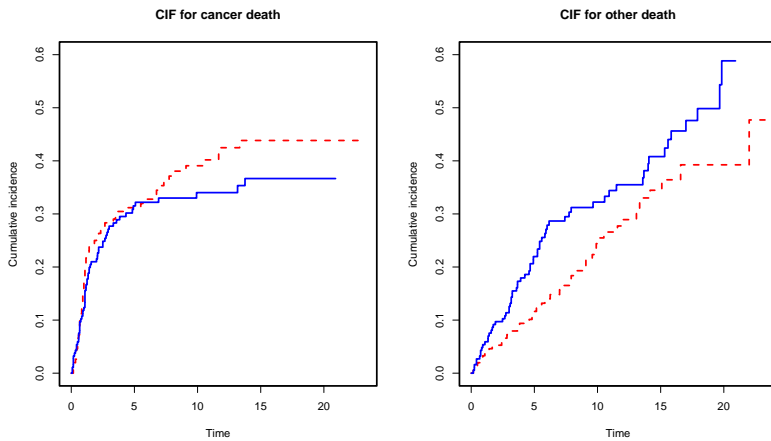 CIF for cancer death
0.6
0.5
0.4
0.3
0.2
0.1
0.0
Cumulative incidence
0 5 10 15 20
Time
CIF for other death
0.6
0.5
0.4
0.3
0.2
0.1
0.0
Cumulative incidence
0 5 10 15 20
Time